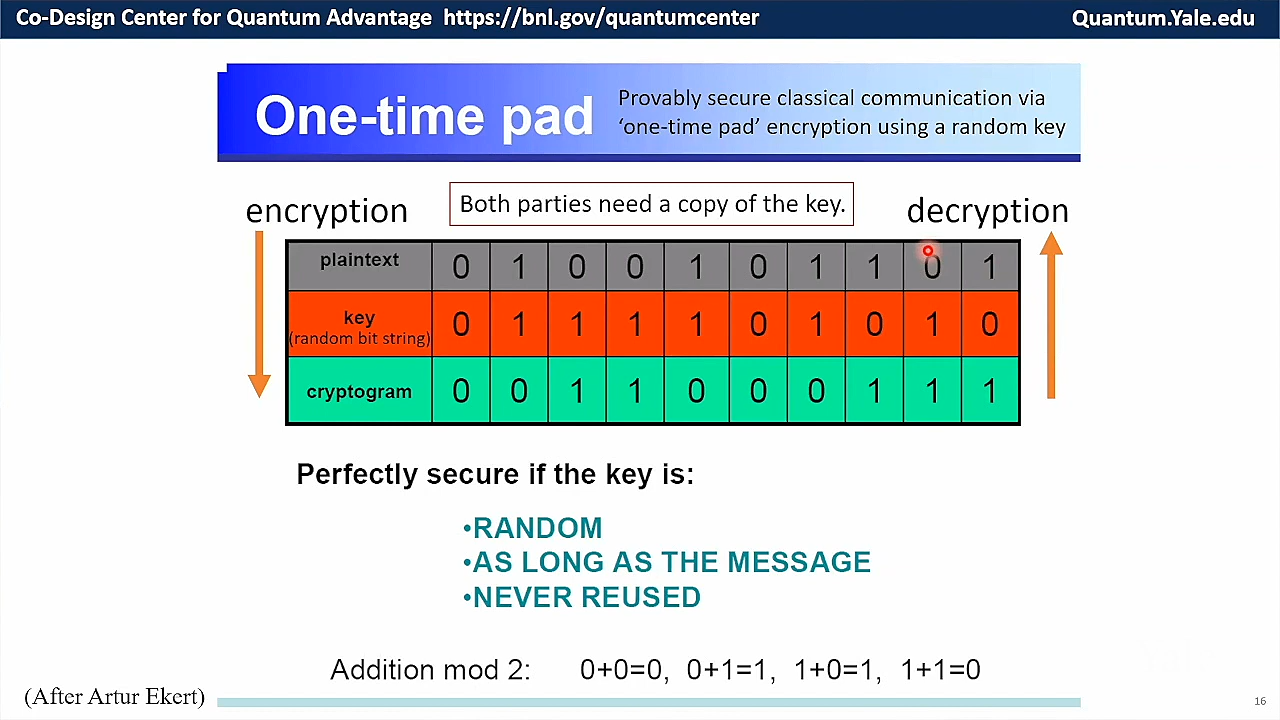 Co-Design Center for Quantum Advantage https://bnl.gov/quantumcenter
Quantum.Yale.edu
One-time pad
Provably secure classical communication via
‘one-time pad’ encryption using a random key
encryption
Both parties need a copy of the key.
decryption
plaintext 0 1 0 0 1 0 1 1 0 1
key
(random bit string) 0 1 1 1 1 0 1 0 1 0
cryptogram 0 0 1 1 0 0 0 1 1 1
Perfectly secure if the key is:
•RANDOM
•AS LONG AS THE MESSAGE
•NEVER REUSED
Addition mod 2: 0+0=0, 0+1=1, 1+0=1, 1+1=0
(After Artur Ekert)
16